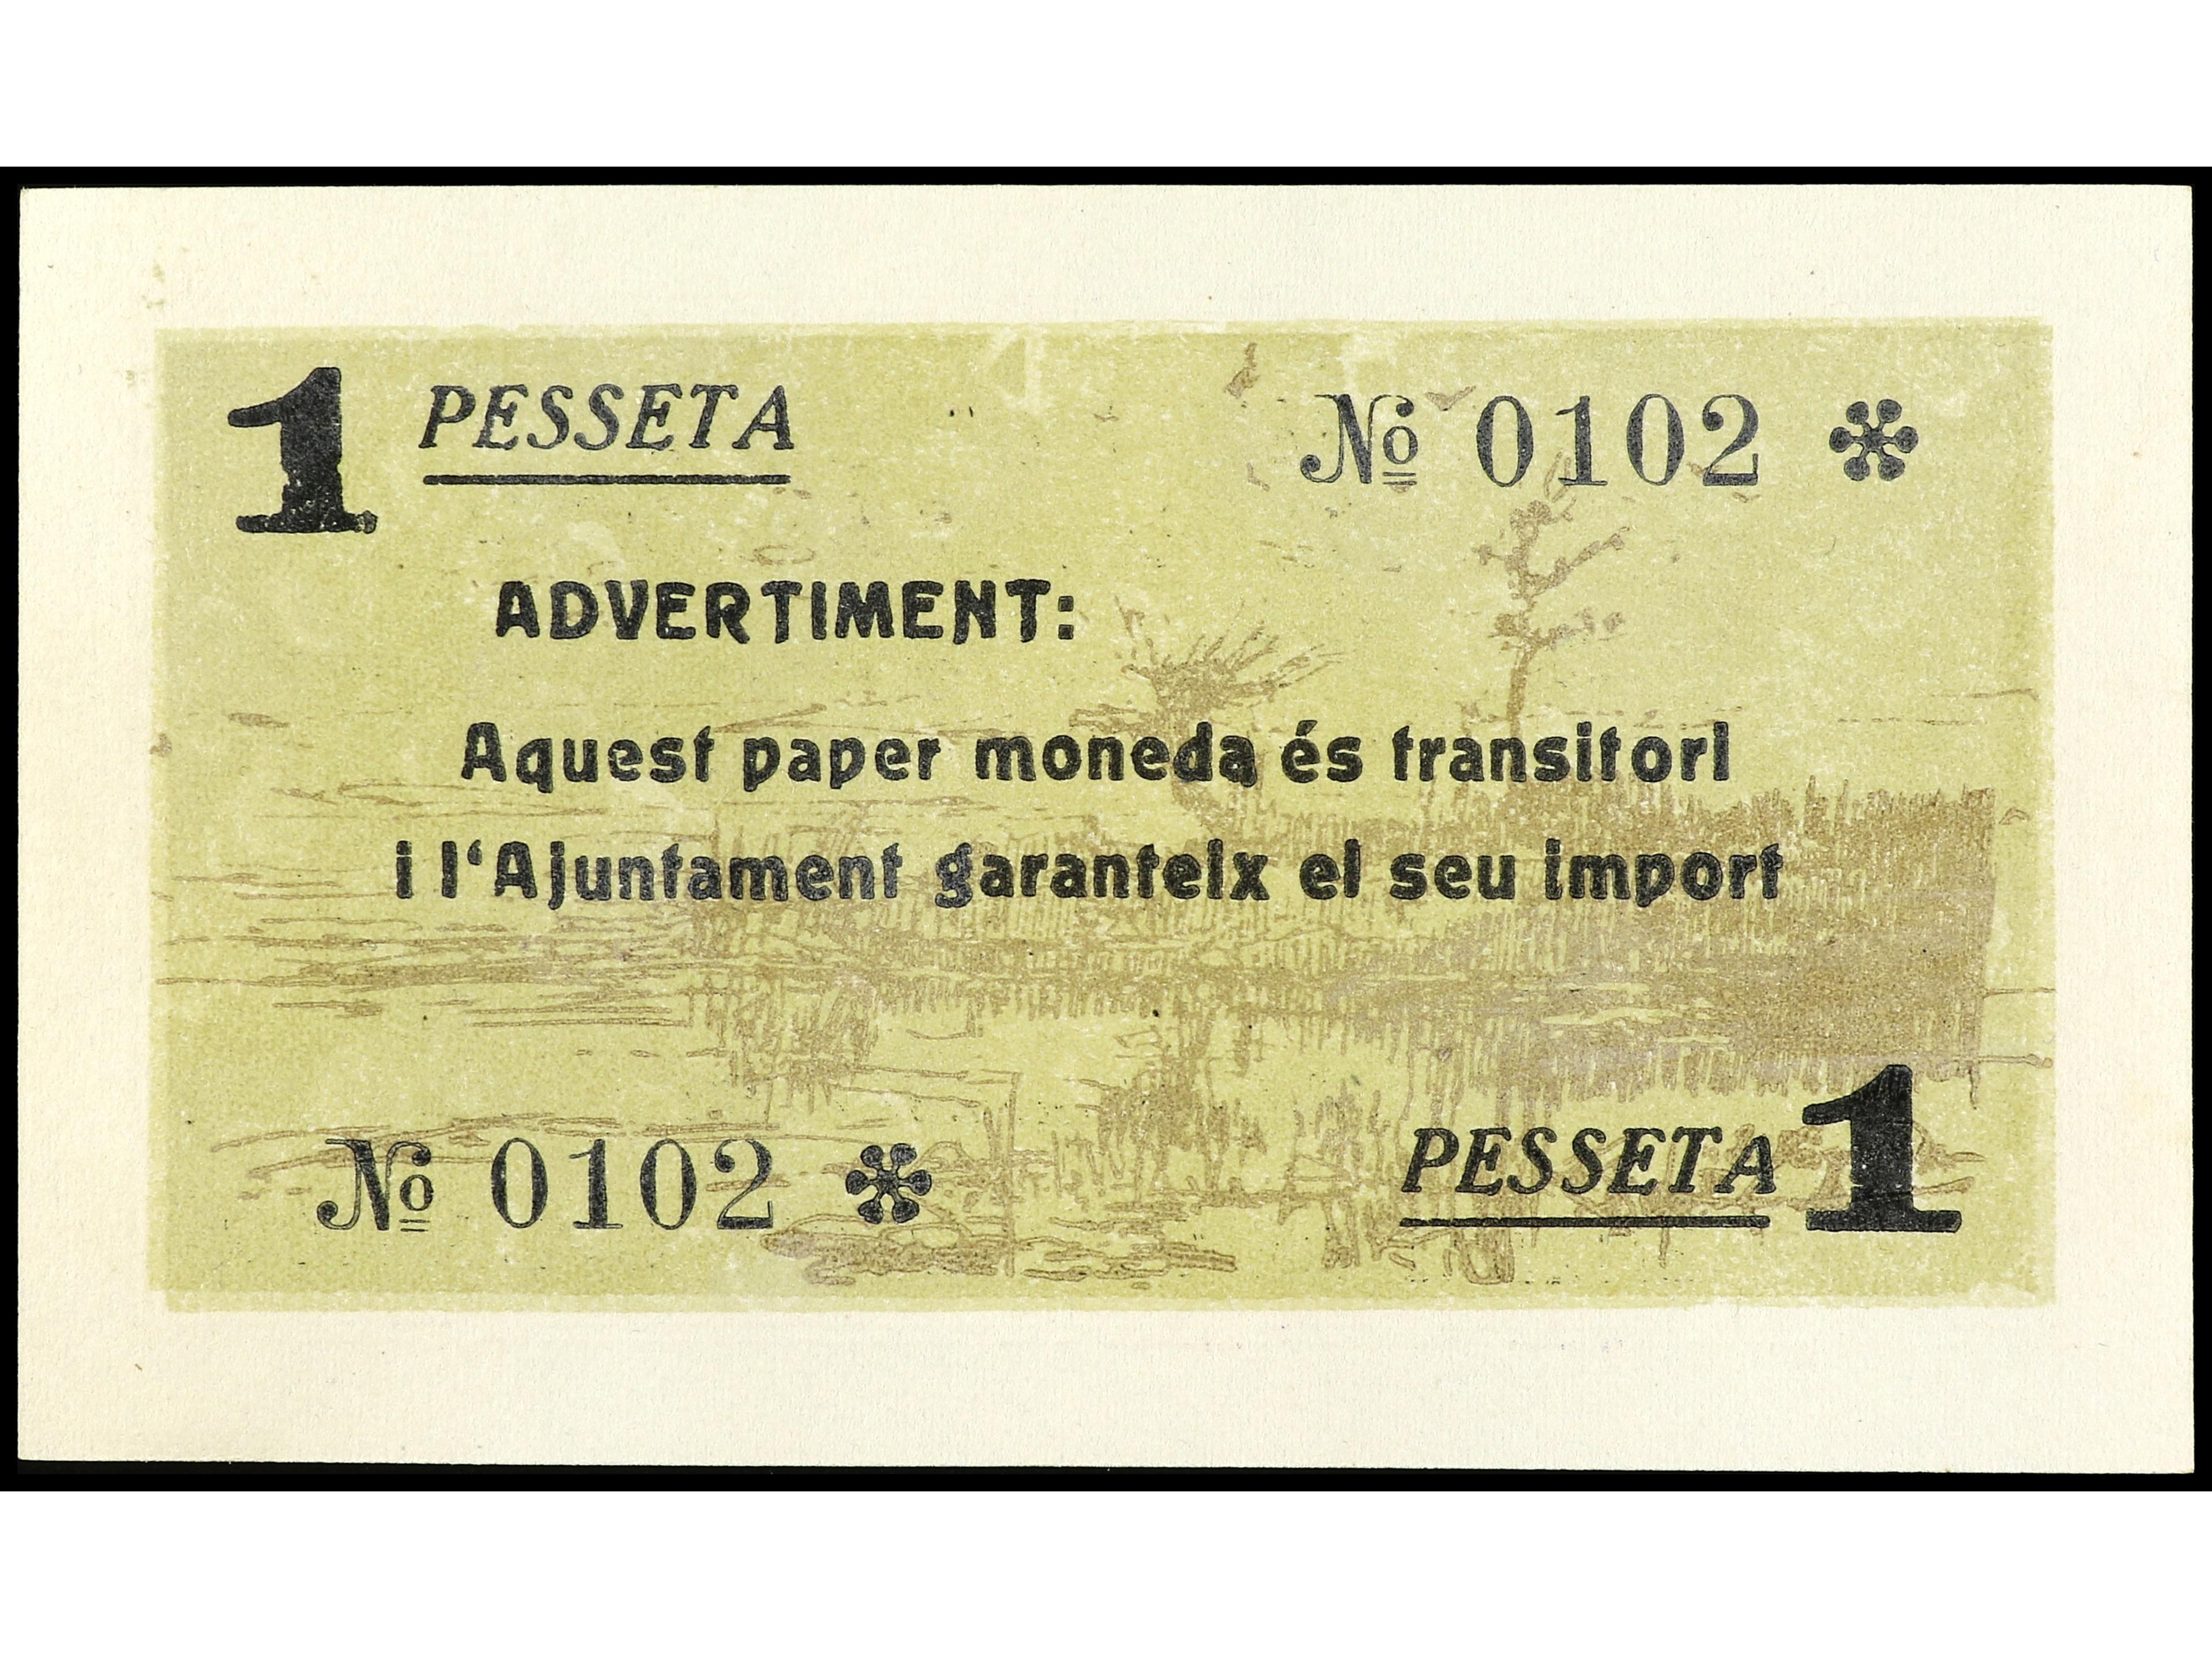 1 PESSETA Nº 0102 *
ADVERTIMENT:
Aquest paper moneda és transitori
i l'Ajuntament garanteix el seu import
Nº 0102 * PESSETA 1